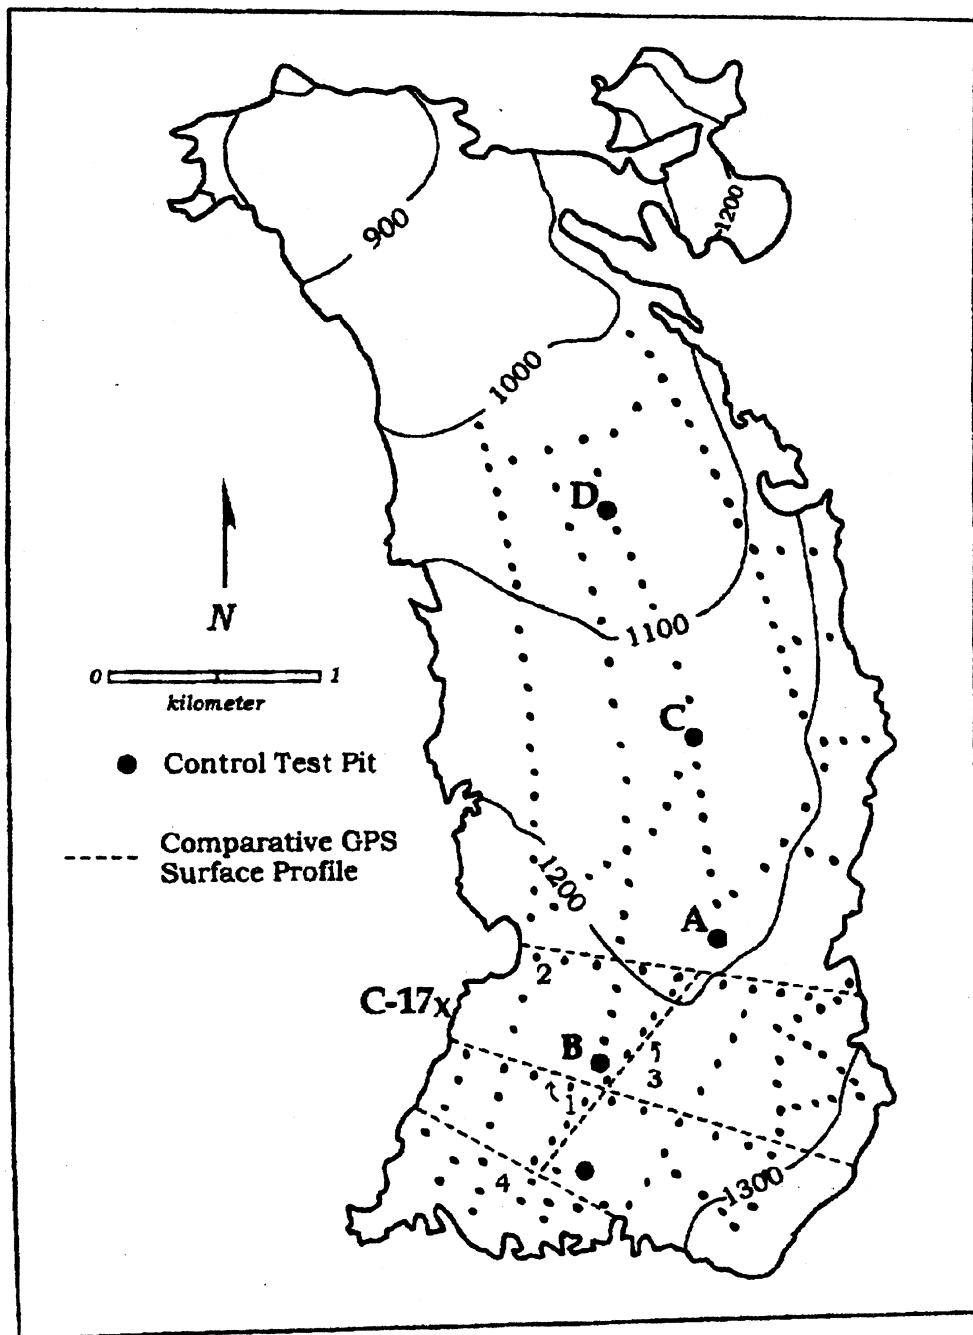 900
1200
1000
D
N
1100
0 1
kilometer
C
Control Test Pit
Comparative GPS
Surface Profile
1200
A
2
C-17x
B
3
1
4
1300